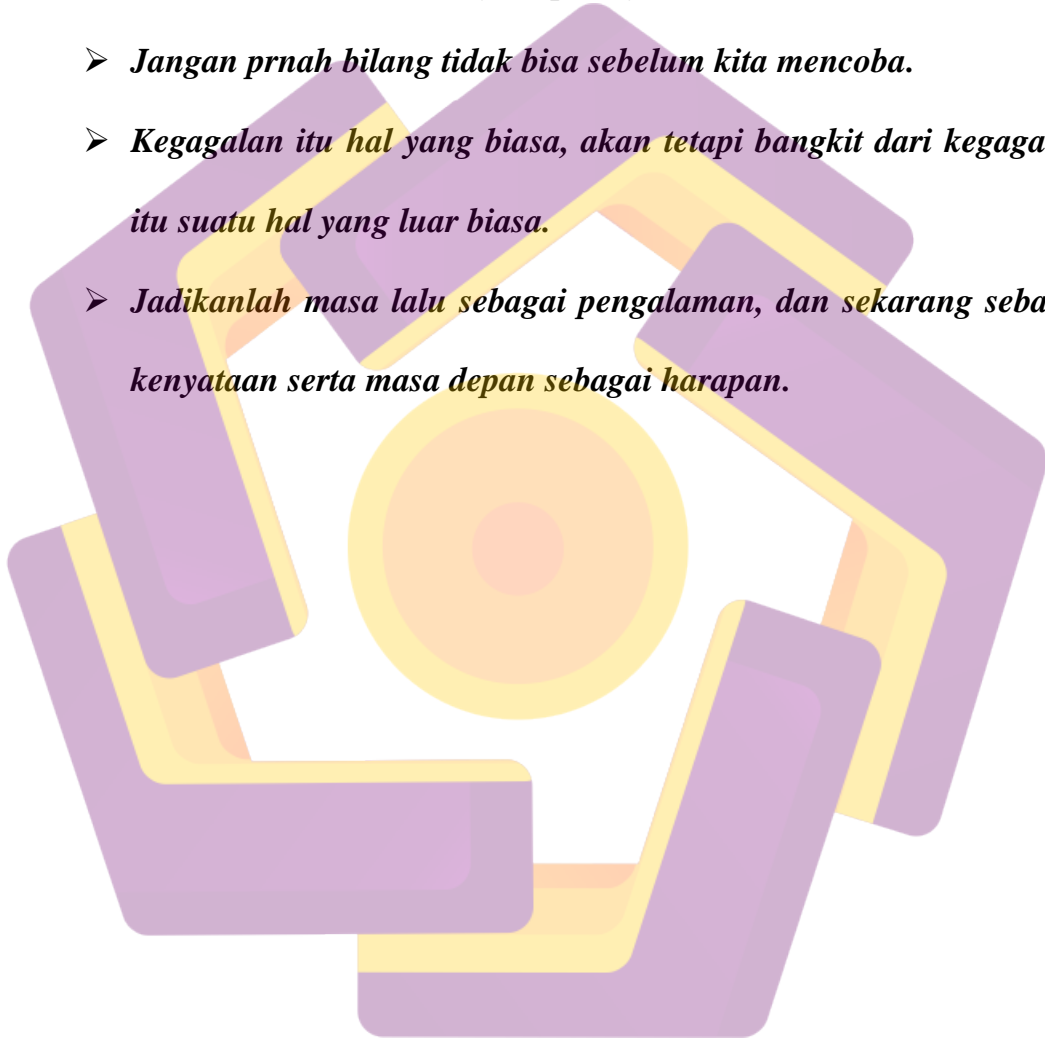 ➢ Jangan prnah bilang tidak bisa sebelum kita mencoba.
➢ Kegagalan itu hal yang biasa, akan tetapi bangkit dari kegaga
itu suatu hal yang luar biasa.
➢ Jadikanlah masa lalu sebagai pengalaman, dan sekarang seba
kenyataan serta masa depan sebagai harapan.